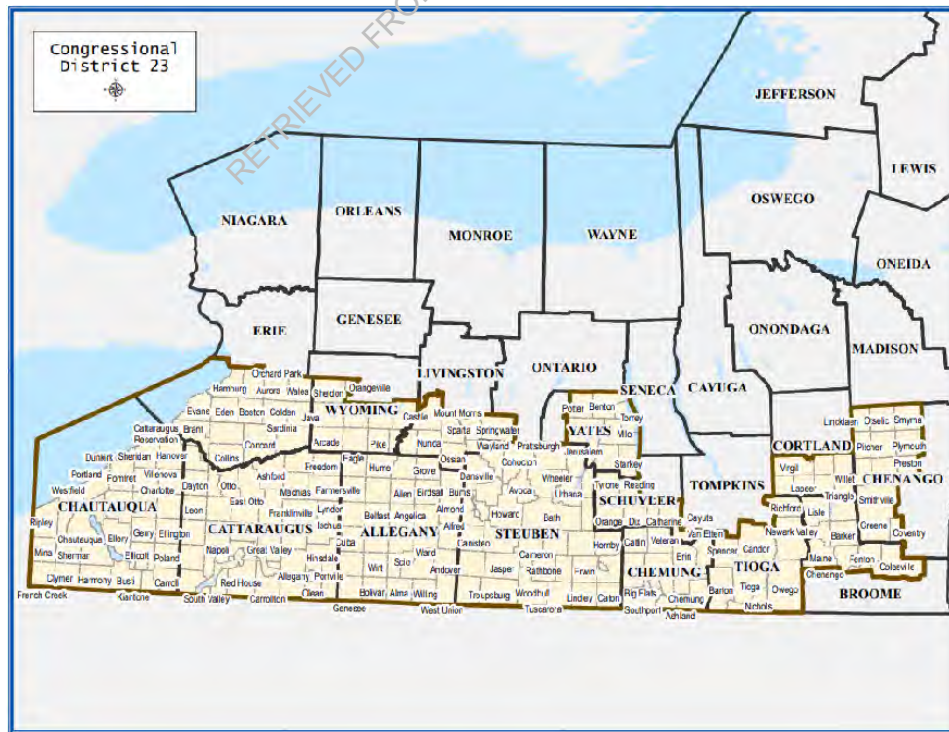 Congressional
District 23
RETRIEVED FRO
JEFFERSON
LEWIS
OSWEGO
NIAGARA
ORLEANS
MONROE
WAYNE
ONEIDA
ERIE
GENESEE
ONONDAGA
MADISON
LIVINGSTON
ONTARIO
SENECA
CAYUGA
Orchard Park
Hamburg
Aurora
Wales
Sheldon
Orangeville
WYOMING
Castile
Mount Morris
Potter
Benton
Torrey
Evans
Eden
Boston
Colden
Java
Sparta
Springwater
YATES
Milo
Lincklaen
Otselic
Smyrna
Cattaraugus
Reservation
Brant
Sardinia
Concord
Arcade
Pike
Nunda
Wayland
Prattsburgh
Jerusalem
CORTLAND
Pitcher
Plymouth
Dunkirk
Sheridan
Hanover
Collins
Eagle
Hume
Ossian
Cohocton
Starkey
Virgil
Preston
Portland
Pomfret
Villenova
Dayton
Otto
Ashford
Freedom
Grove
Dansville
Wheeler
Tyrone
Reading
TOMPKINS
Lapeer
Willet
CHENANGO
Westfield
Charlotte
East Otto
Machias
Farmersville
Allen
Birdsall
Burns
Avoca
Urbana
SCHUYLER
Triangle
Smithville
CHAUTAUQUA
Leon
Franklinville
Lyndon
Belfast
Angelica
Almond
Howard
Bath
Orange
Dix
Catharine
Cayuta
Richford
Lisle
Greene
Ripley
Chautauqua
Ellery
Gerry
Ellington
CATTARAUGUS
Ischua
Cuba
ALLEGANY
Alfred
STEUBEN
Hornby
Catlin
Veteran
Van Etten
Spencer
Candor
Newark Valley
Barker
Coventry
Mina
Sherman
Ellicott
Poland
Napoli
Great Valley
Hinsdale
Ward
Canisteo
Cameron
Erin
Maine
Fenton
Colesville
Wirt
Scio
Andover
Jasper
Rathbone
Erwin
CHEMUNG
TIOGA
Chenango
Clymer
Harmony
Busti
Carroll
Red House
Allegany
Portville
Bolivar
Alma
Willing
Troupsburg
Woodhull
Lindley
Caton
Big Flats
Chemung
Barton
Tioga
Owego
BROOME
French Creek
Kiantone
South Valley
Carrollton
Olean
Genesee
West Union
Tuscarora
Southport
Ashland
Nichols